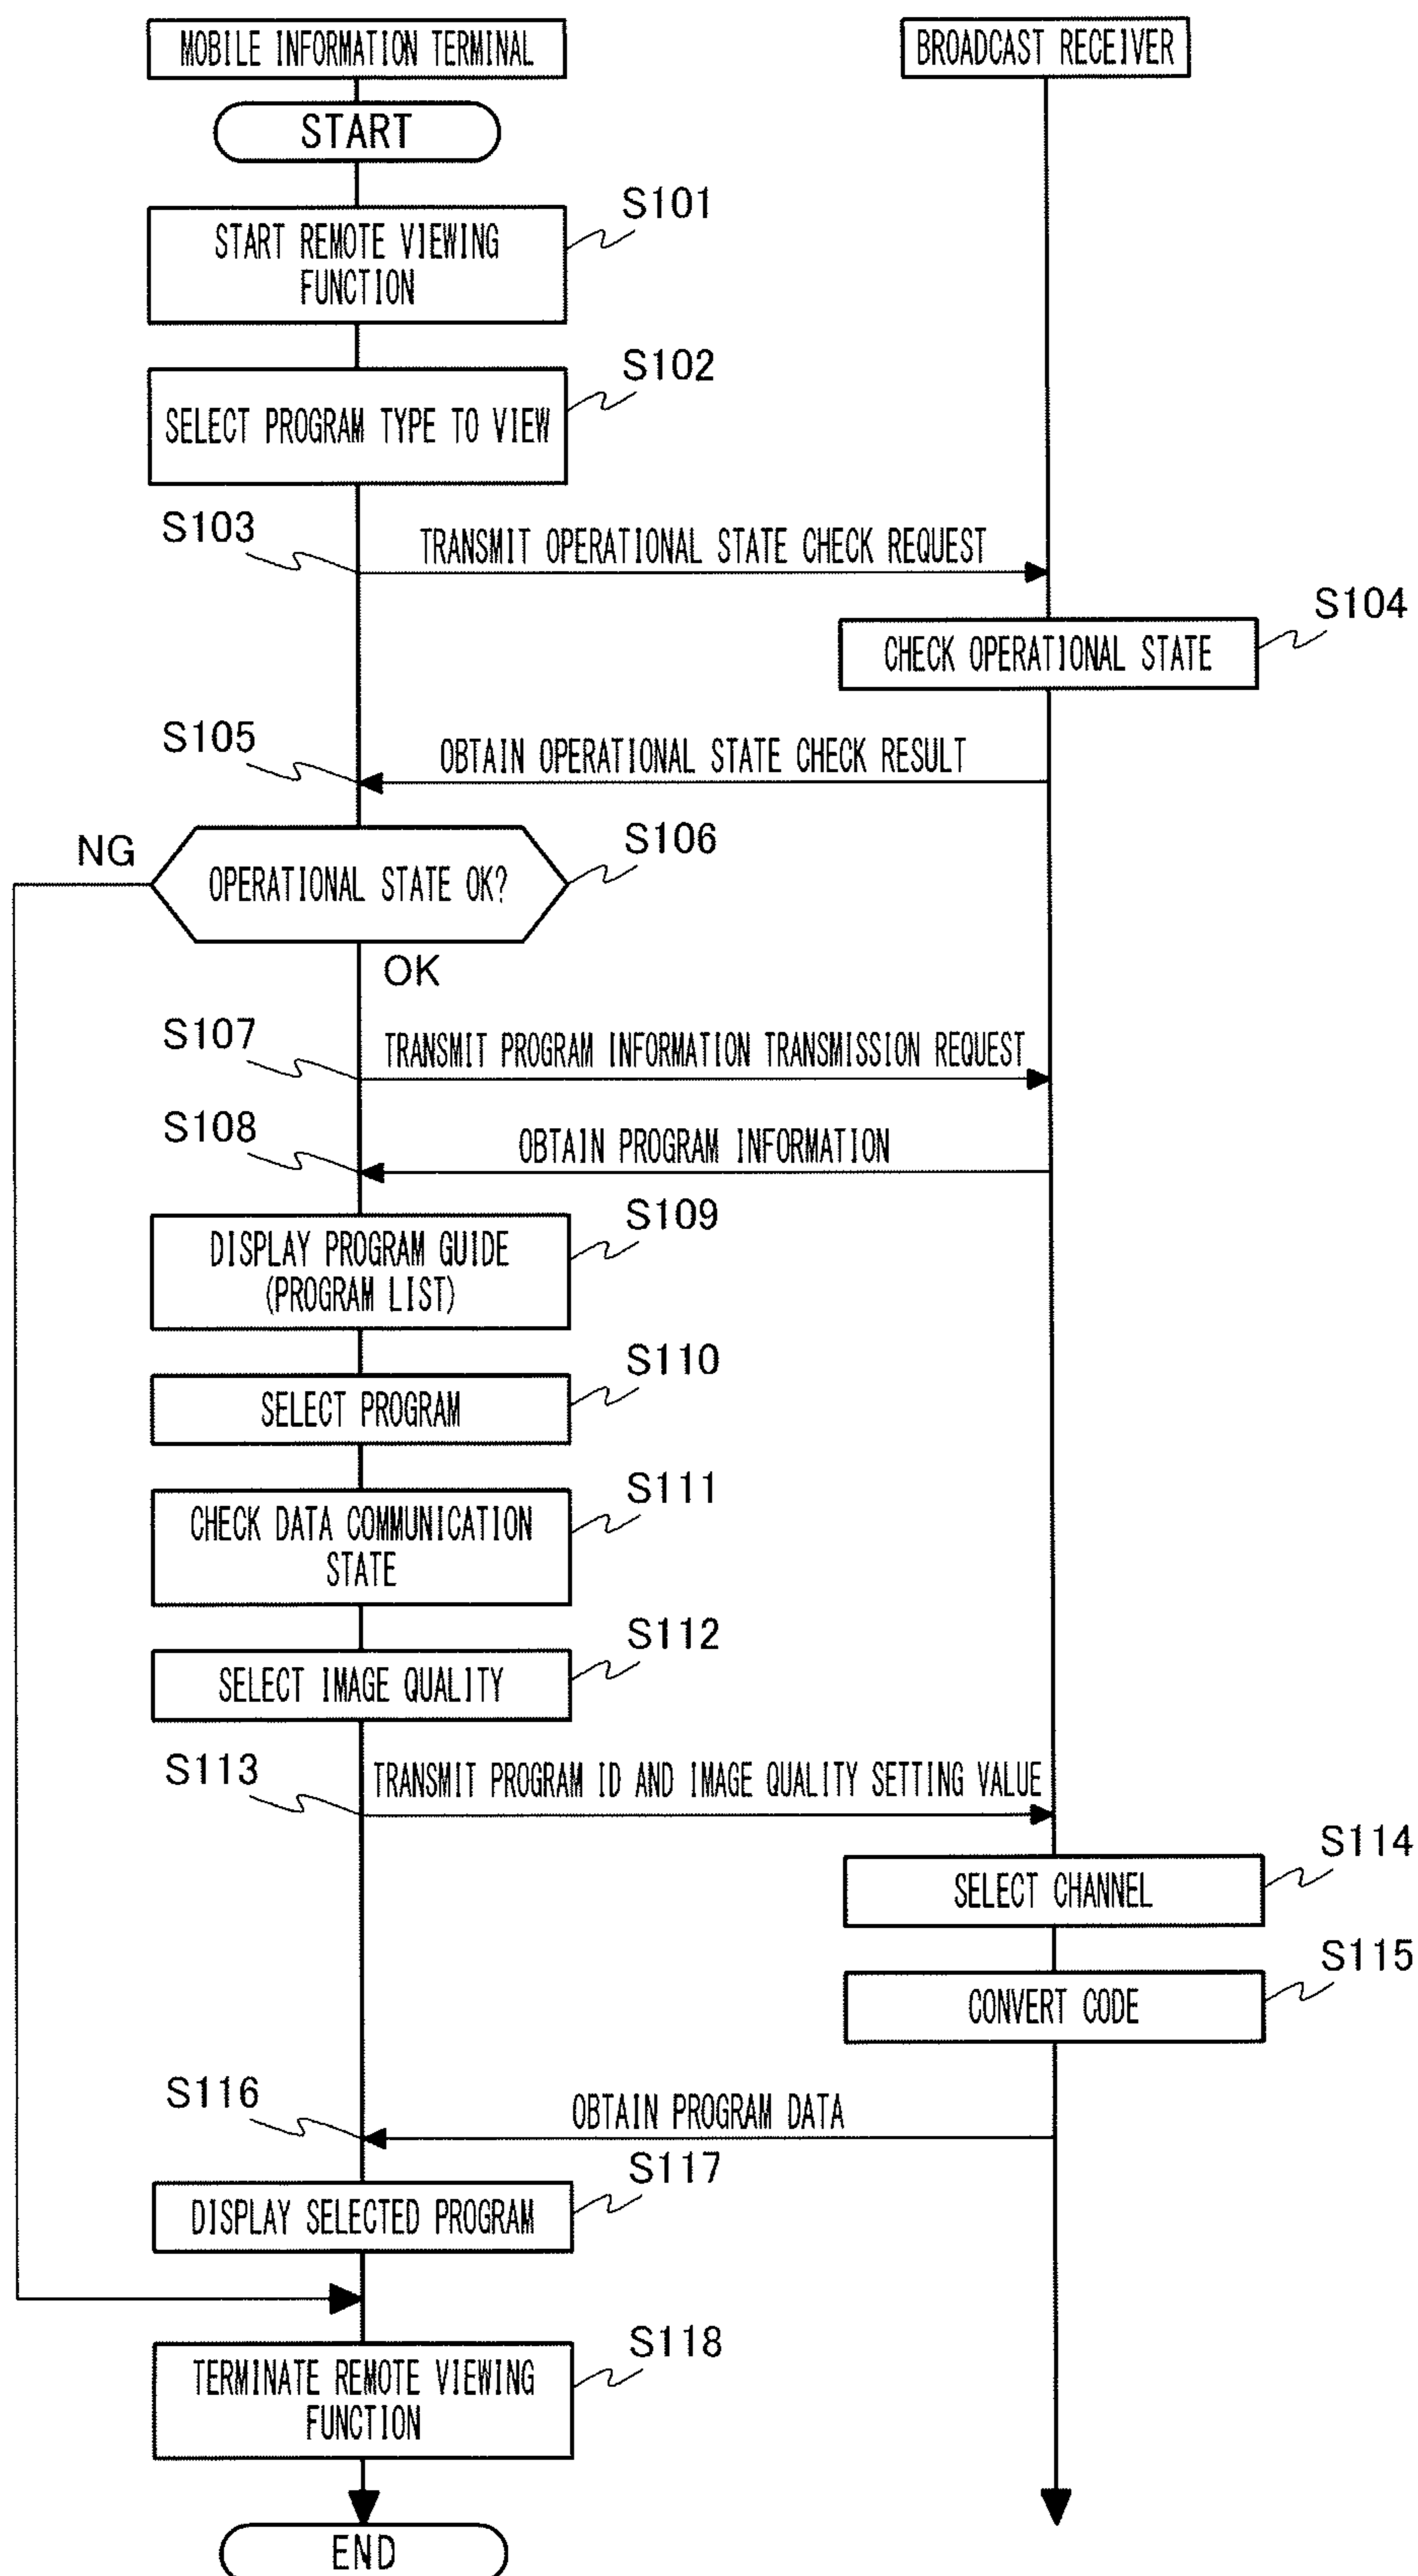 MOBILE INFORMATION TERMINAL
BROADCAST RECEIVER
START
S101
START REMOTE VIEWING
FUNCTION
S102
SELECT PROGRAM TYPE TO VIEW
S103
TRANSMIT OPERATIONAL STATE CHECK REQUEST
S104
CHECK OPERATIONAL STATE
S105
OBTAIN OPERATIONAL STATE CHECK RESULT
NG
S106
OPERATIONAL STATE OK?
OK
S107
TRANSMIT PROGRAM INFORMATION TRANSMISSION REQUEST
S108
OBTAIN PROGRAM INFORMATION
S109
DISPLAY PROGRAM GUIDE
(PROGRAM LIST)
S110
SELECT PROGRAM
S111
CHECK DATA COMMUNICATION
STATE
S112
SELECT IMAGE QUALITY
S113
TRANSMIT PROGRAM ID AND IMAGE QUALITY SETTING VALUE
S114
SELECT CHANNEL
S115
CONVERT CODE
S116
OBTAIN PROGRAM DATA
S117
DISPLAY SELECTED PROGRAM
S118
TERMINATE REMOTE VIEWING
FUNCTION
END